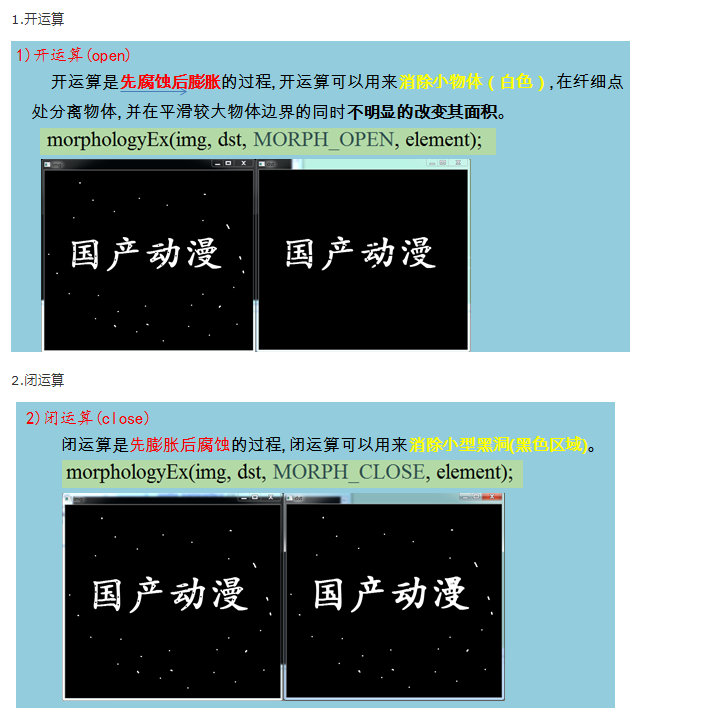 1.开运算
1)开运算(open)
开运算是先腐蚀后膨胀的过程,开运算可以用来消除小物体（白色）,在纤细点
处分离物体,并在平滑较大物体边界的同时不明显的改变其面积。
morphologyEx(img, dst, MORPH_OPEN, element);
国产动漫 国产动漫
2.闭运算
2)闭运算(close)
闭运算是先膨胀后腐蚀的过程,闭运算可以用来消除小型黑洞(黑色区域)。
morphologyEx(img, dst, MORPH_CLOSE, element);
国产动漫 国产动漫